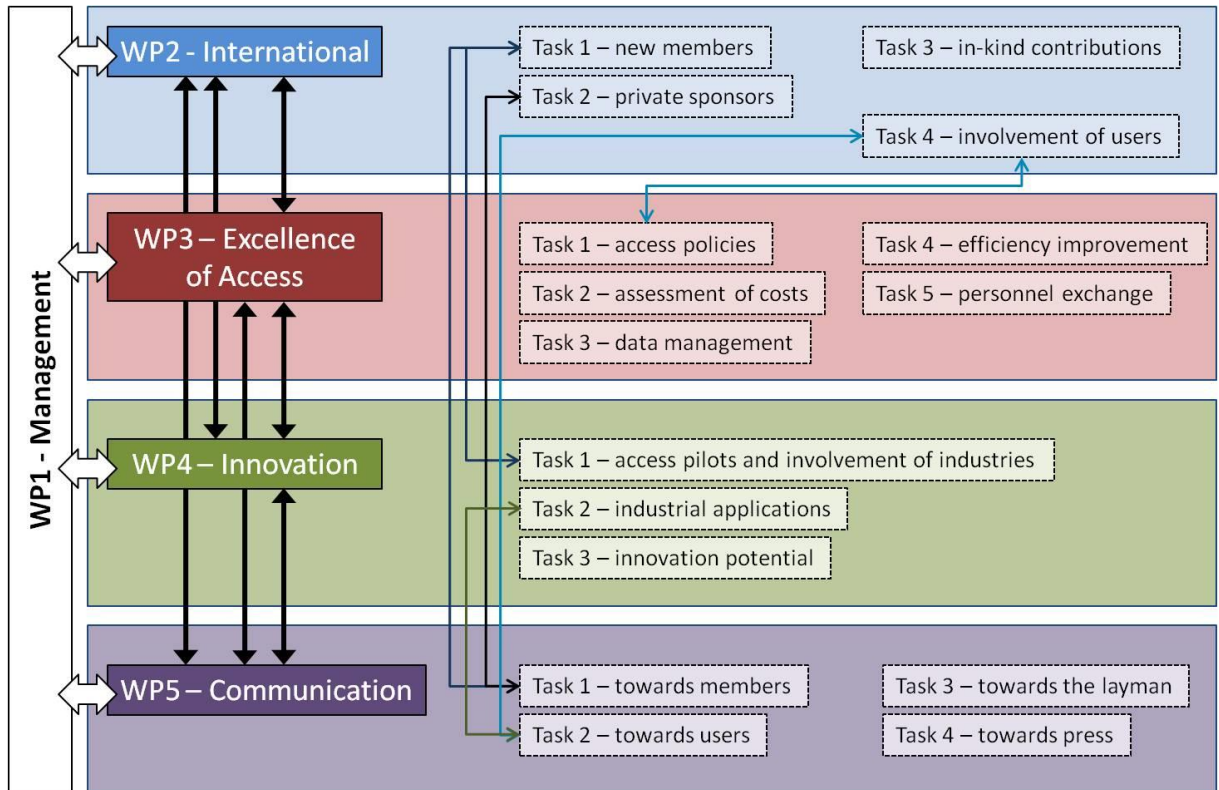 WP1 - Management
WP2 - International
Task 1 – new members
Task 2 – private sponsors
Task 3 – in-kind contributions
Task 4 – involvement of users
WP3 – Excellence
of Access
Task 1 – access policies
Task 2 – assessment of costs
Task 3 – data management
Task 4 – efficiency improvement
Task 5 – personnel exchange
WP4 – Innovation
Task 1 – access pilots and involvement of industries
Task 2 – industrial applications
Task 3 – innovation potential
WP5 – Communication
Task 1 – towards members
Task 2 – towards users
Task 3 – towards the layman
Task 4 – towards press